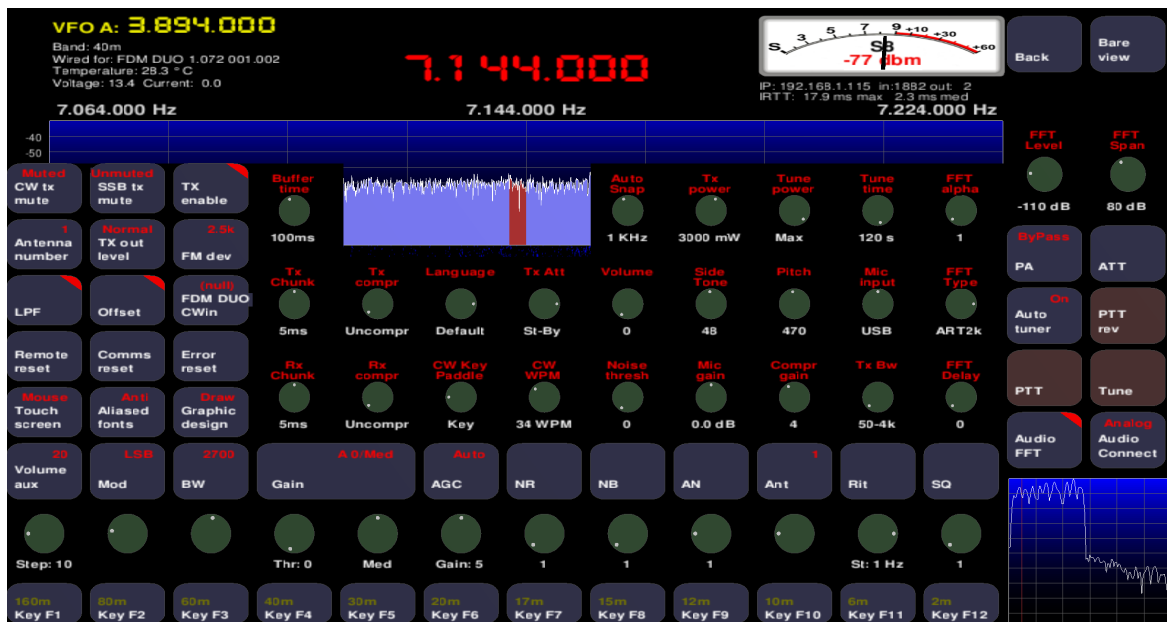 VFO A: 3.894.000
Band: 40m
Wired for: FDM DUO 1.072 001.002
Temperature: 28.3 ° C
Voltage: 13.4 Current: 0.0
7.144.000
S 3 5 7 9 +10 +30 +60
S8
-77 dbm
IP: 192.168.1.115 in:1882 out: 2
IRTT: 17.9 ms max 2.3 ms med
Back
Bare view
7.064.000 Hz 7.144.000 Hz 7.224.000 Hz
-40
-50
FFT Level
-110 dB
FFT Span
80 dB
Muted
CW tx mute
Unmuted
SSB tx mute
TX enable
Buffer time
100ms
Auto Snap
1 KHz
Tx power
3000 mW
Tune power
Max
Tune time
120 s
FFT alpha
1
1
Antenna number
Normal
TX out level
2.5k
FM dev
ByPass
PA
ATT
LPF
Offset
(null)
FDM DUO CWin
Tx Chunk
5ms
Tx compr
Uncompr
Language
Default
Tx Att
St-By
Volume
0
Side Tone
48
Pitch
470
Mic input
USB
FFT Type
ART2k
On
Auto tuner
PTT rev
Remote reset
Comms reset
Error reset
Rx Chunk
5ms
Rx compr
Uncompr
CW Key Paddle
Key
CW WPM
34 WPM
Noise thresh
0
Mic gain
0.0 dB
Compr gain
4
Tx Bw
50-4k
FFT Delay
0
PTT
Tune
Mouse
Touch screen
Anti
Aliased fonts
Draw
Graphic design
Audio FFT
Analog
Audio Connect
20
Volume aux
LSB
Mod
2700
BW
A 0/Med
Gain
Auto
AGC
NR
NB
AN
1
Ant
Rit
SQ
Step: 10
Thr: 0
Med
Gain: 5
1
1
1
St: 1 Hz
1
160m
Key F1
80m
Key F2
60m
Key F3
40m
Key F4
30m
Key F5
20m
Key F6
17m
Key F7
15m
Key F8
12m
Key F9
10m
Key F10
6m
Key F11
2m
Key F12